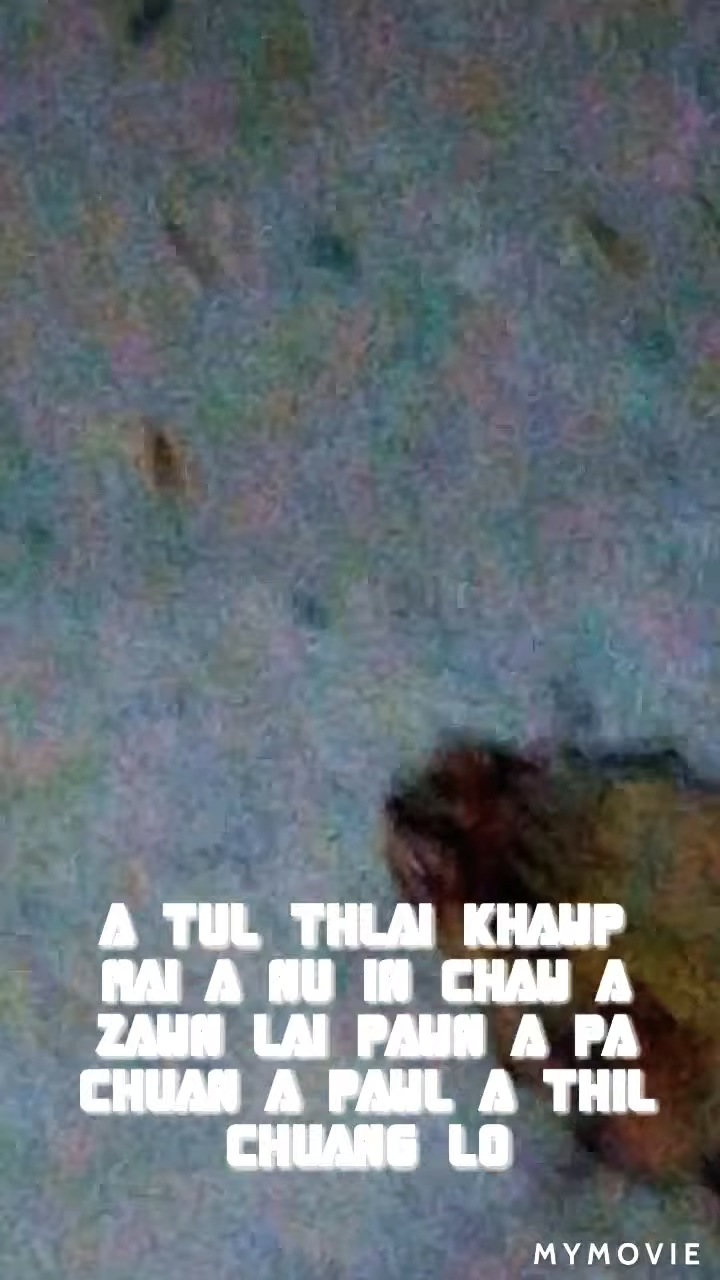 A TUL THLAI KHAWP
MAI A NU IN CHAW A
ZAWN LAI PAWN A PA
CHUAN A PAWL A THIL
CHUANG LO
MYMOVIE